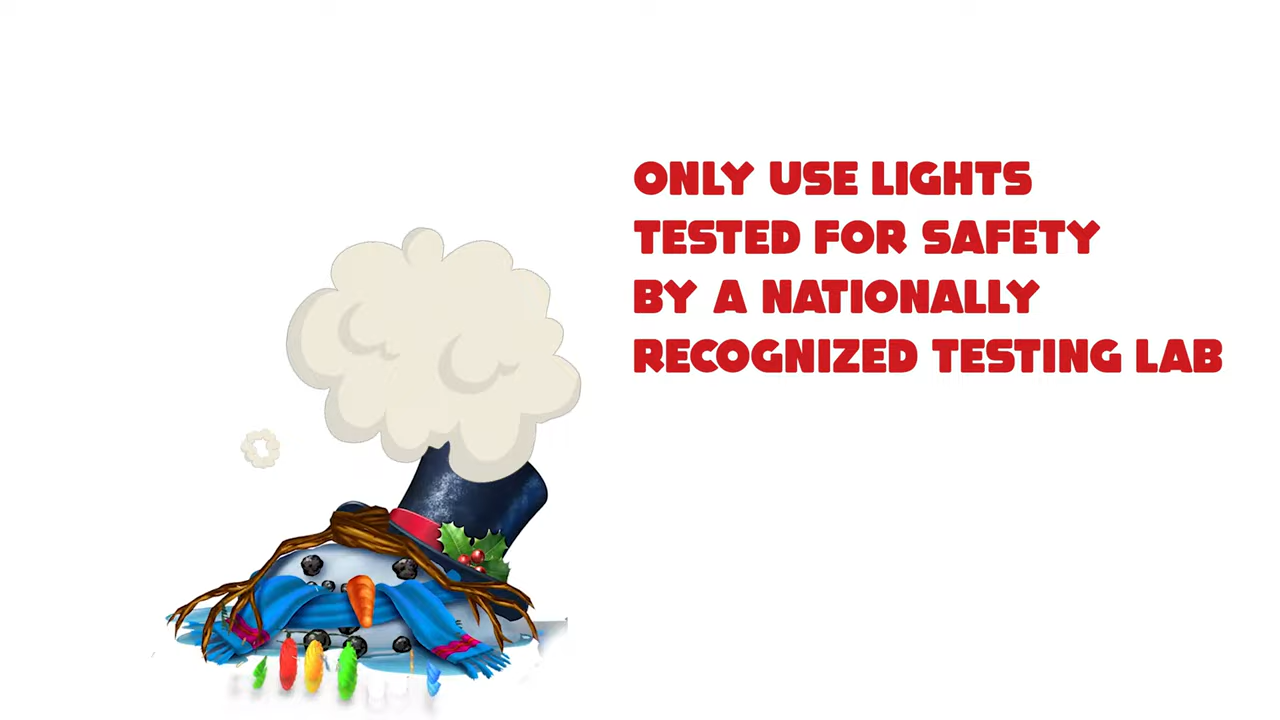 ONLY USE LIGHTS
TESTED FOR SAFETY
BY A NATIONALLY
RECOGNIZED TESTING LAB